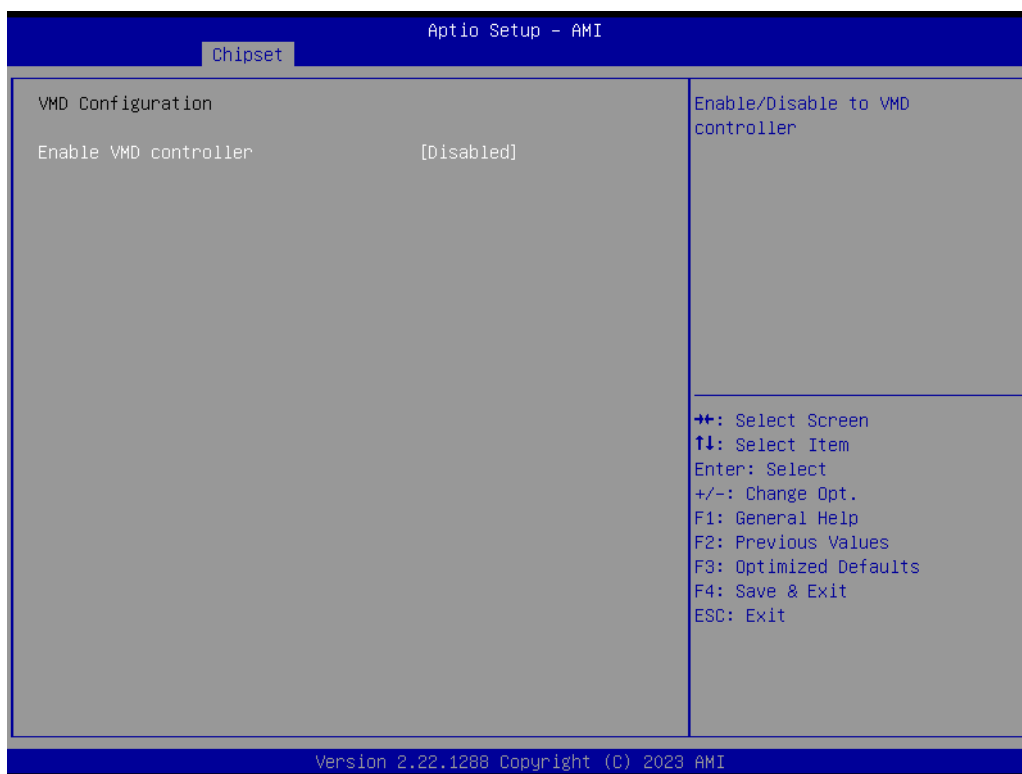 Aptio Setup – AMI
Chipset
VMD Configuration
Enable VMD controller [Disabled]
Enable/Disable to VMD
controller
→←: Select Screen
↑↓: Select Item
Enter: Select
+/-: Change Opt.
F1: General Help
F2: Previous Values
F3: Optimized Defaults
F4: Save & Exit
ESC: Exit
Version 2.22.1288 Copyright (C) 2023 AMI